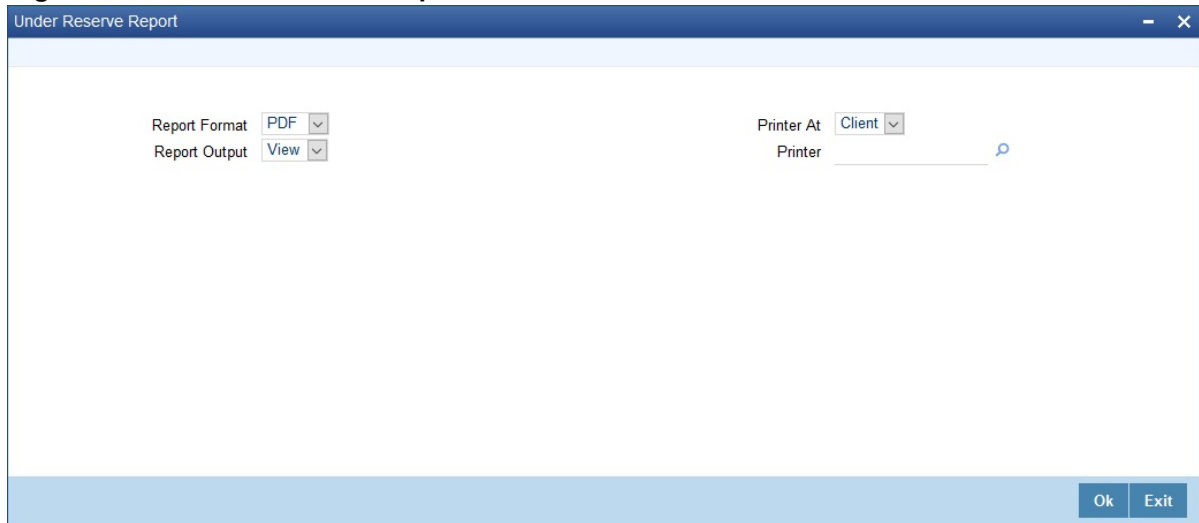 Under Reserve Report
Report Format PDF
Printer At Client
Report Output View
Printer
Ok Exit